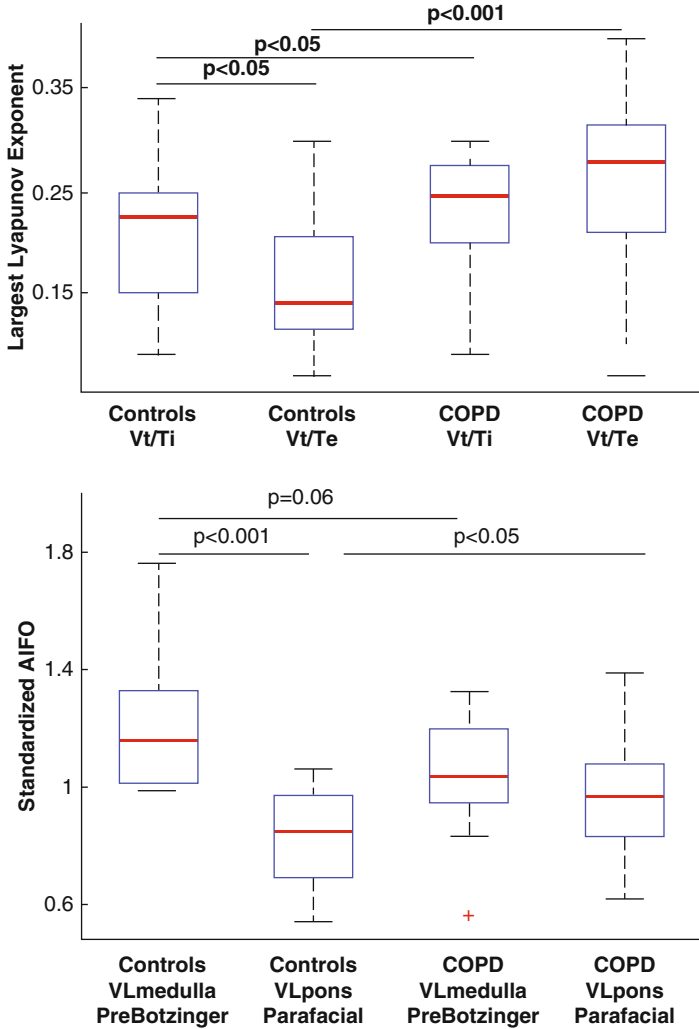 p<0.001
p<0.05
p<0.05
Largest Lyapunov Exponent
0.35
0.25
0.15
Controls
Vt/Ti
Controls
Vt/Te
COPD
Vt/Ti
COPD
Vt/Te
p=0.06
p<0.001
p<0.05
Standardized AIFO
1.8
1.4
1
0.6
Controls
VLmedulla
PreBotzinger
Controls
VLpons
Parafacial
COPD
VLmedulla
PreBotzinger
COPD
VLpons
Parafacial